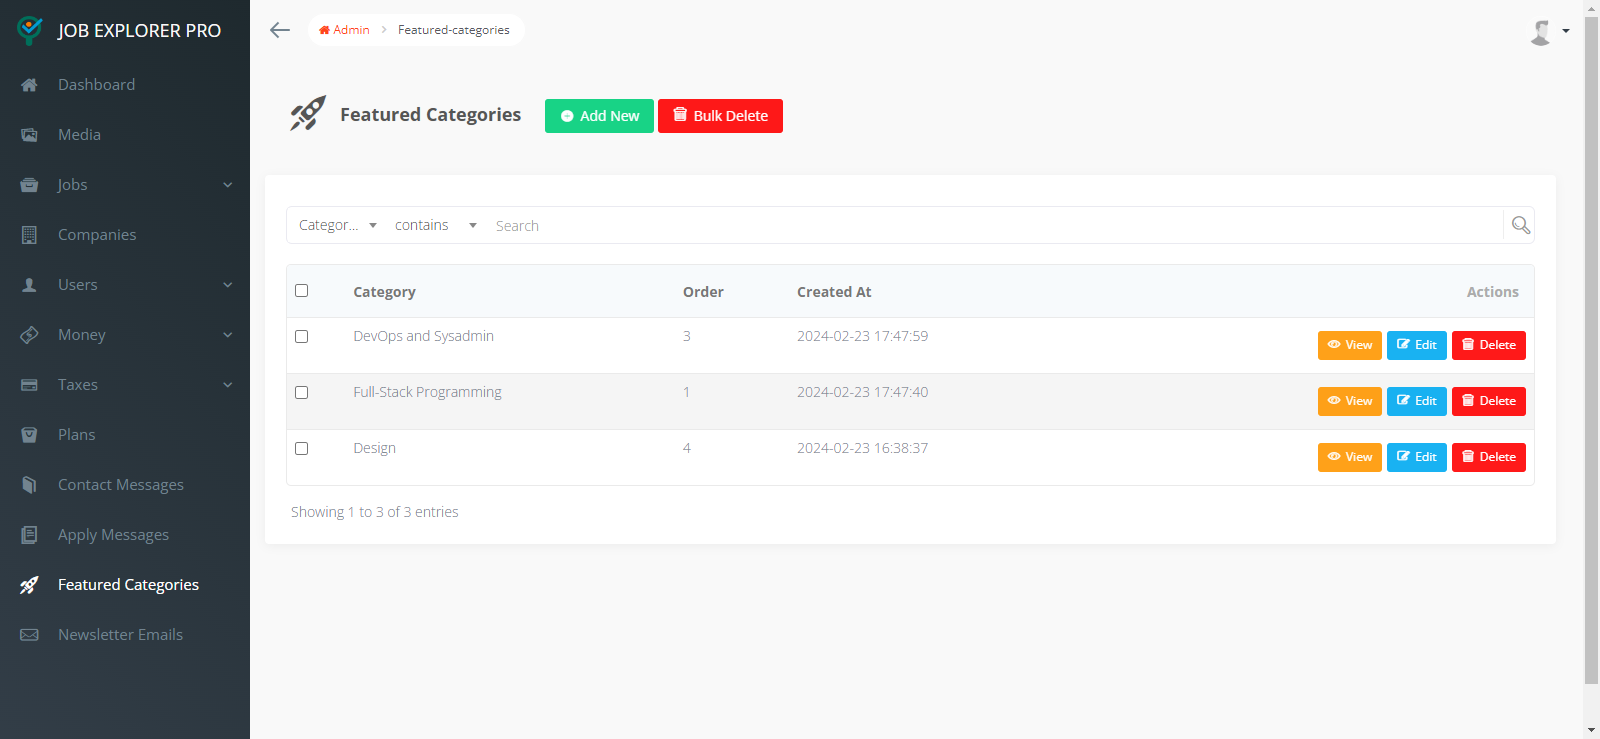 JOB EXPLORER PRO
Dashboard
Media
Jobs
Companies
Users
Money
Taxes
Plans
Contact Messages
Apply Messages
Featured Categories
Newsletter Emails
Admin > Featured-categories
Featured Categories Add New Bulk Delete
Categor... contains Search
Category Order Created At Actions
DevOps and Sysadmin 3 2024-02-23 17:47:59 View Edit Delete
Full-Stack Programming 1 2024-02-23 17:47:40 View Edit Delete
Design 4 2024-02-23 16:38:37 View Edit Delete
Showing 1 to 3 of 3 entries